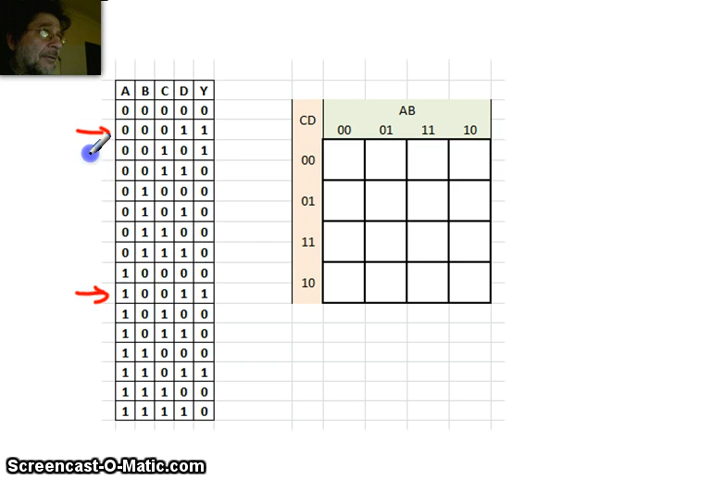 A B C D Y
0 0 0 0 0
0 0 0 1 1
0 0 1 0 1
0 0 1 1 0
0 1 0 0 0
0 1 0 1 0
0 1 1 0 0
0 1 1 1 0
1 0 0 0 0
1 0 0 1 1
1 0 1 0 0
1 0 1 1 0
1 1 0 0 0
1 1 0 1 1
1 1 1 0 0
1 1 1 1 0
CD AB
00 01 11 10
00
01
11
10
Screencast-O-Matic.com